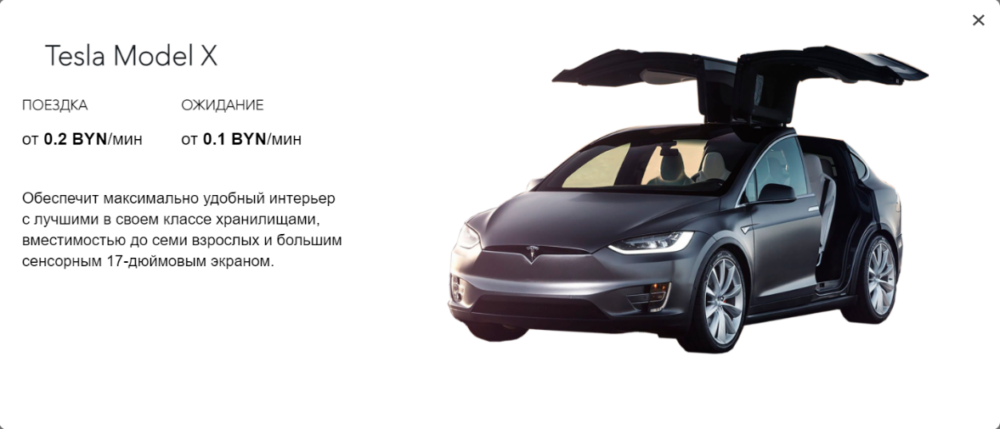 Tesla Model X
ПОЕЗДКА ОЖИДАНИЕ
от 0.2 BYN/мин от 0.1 BYN/мин
Обеспечит максимально удобный интерьер
с лучшими в своем классе хранилищами,
вместимостью до семи взрослых и большим
сенсорным 17-дюймовым экраном.